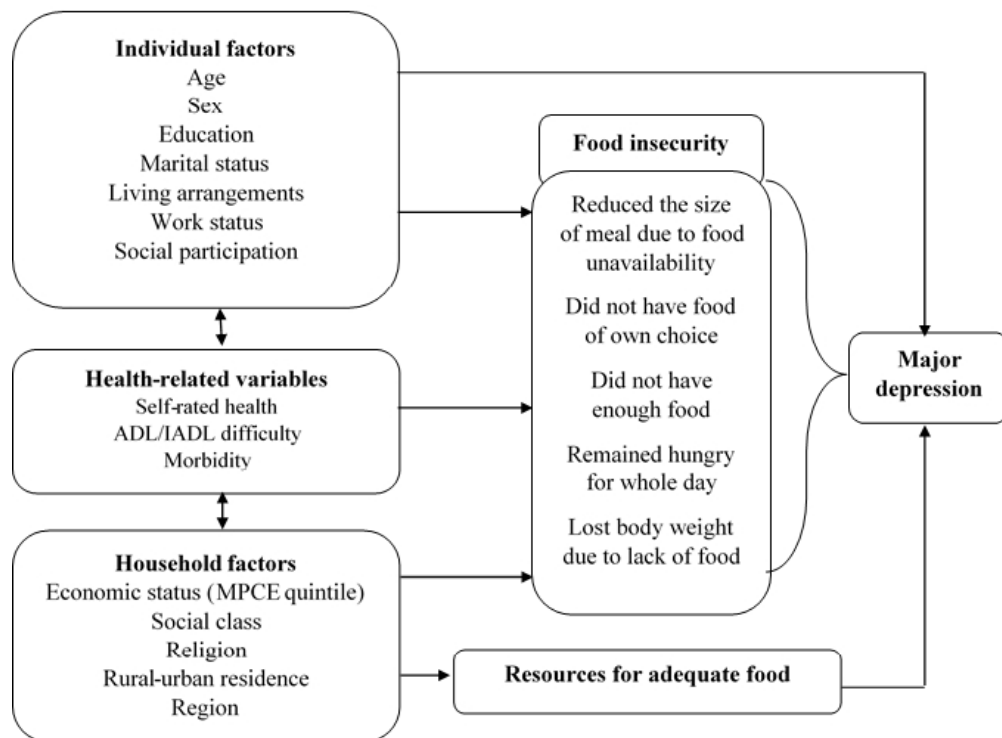 Individual factors
Age
Sex
Education
Marital status
Living arrangements
Work status
Social participation
Health-related variables
Self-rated health
ADL/IADL difficulty
Morbidity
Household factors
Economic status (MPCE quintile)
Social class
Religion
Rural-urban residence
Region
Food insecurity
Reduced the size
of meal due to food
unavailability
Did not have food
of own choice
Did not have
enough food
Remained hungry
for whole day
Lost body weight
due to lack of food
Resources for adequate food
Major
depression